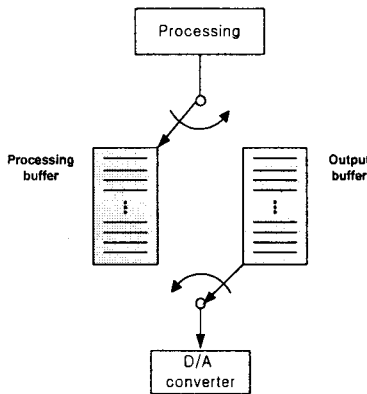 Processing
Processing
buffer
Output
buffer
D/A
converter